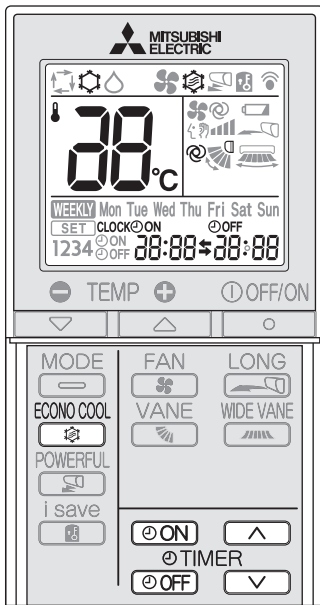 MITSUBISHI
ELECTRIC
88°C
WEEKLY Mon Tue Wed Thu Fri Sat Sun
SET CLOCK ON OFF
1234 ON OFF 88:88 88:88
TEMP OFF/ON
MODE FAN LONG
ECONO COOL VANE WIDE VANE
POWERFUL
i save
ON
TIMER
OFF